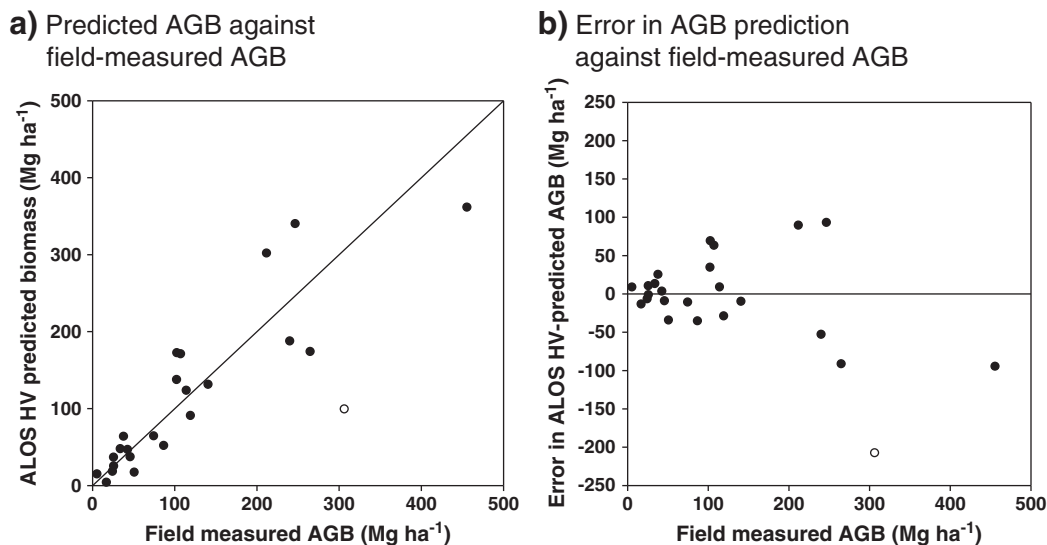 a) Predicted AGB against
field-measured AGB
ALOS HV predicted biomass (Mg ha⁻¹)
500
400
300
200
100
0
0 100 200 300 400 500
Field measured AGB (Mg ha⁻¹)
b) Error in AGB prediction
against field-measured AGB
Error in ALOS HV-predicted AGB (Mg ha⁻¹)
250
200
150
100
50
0
-50
-100
-150
-200
-250
0 100 200 300 400 500
Field measured AGB (Mg ha⁻¹)